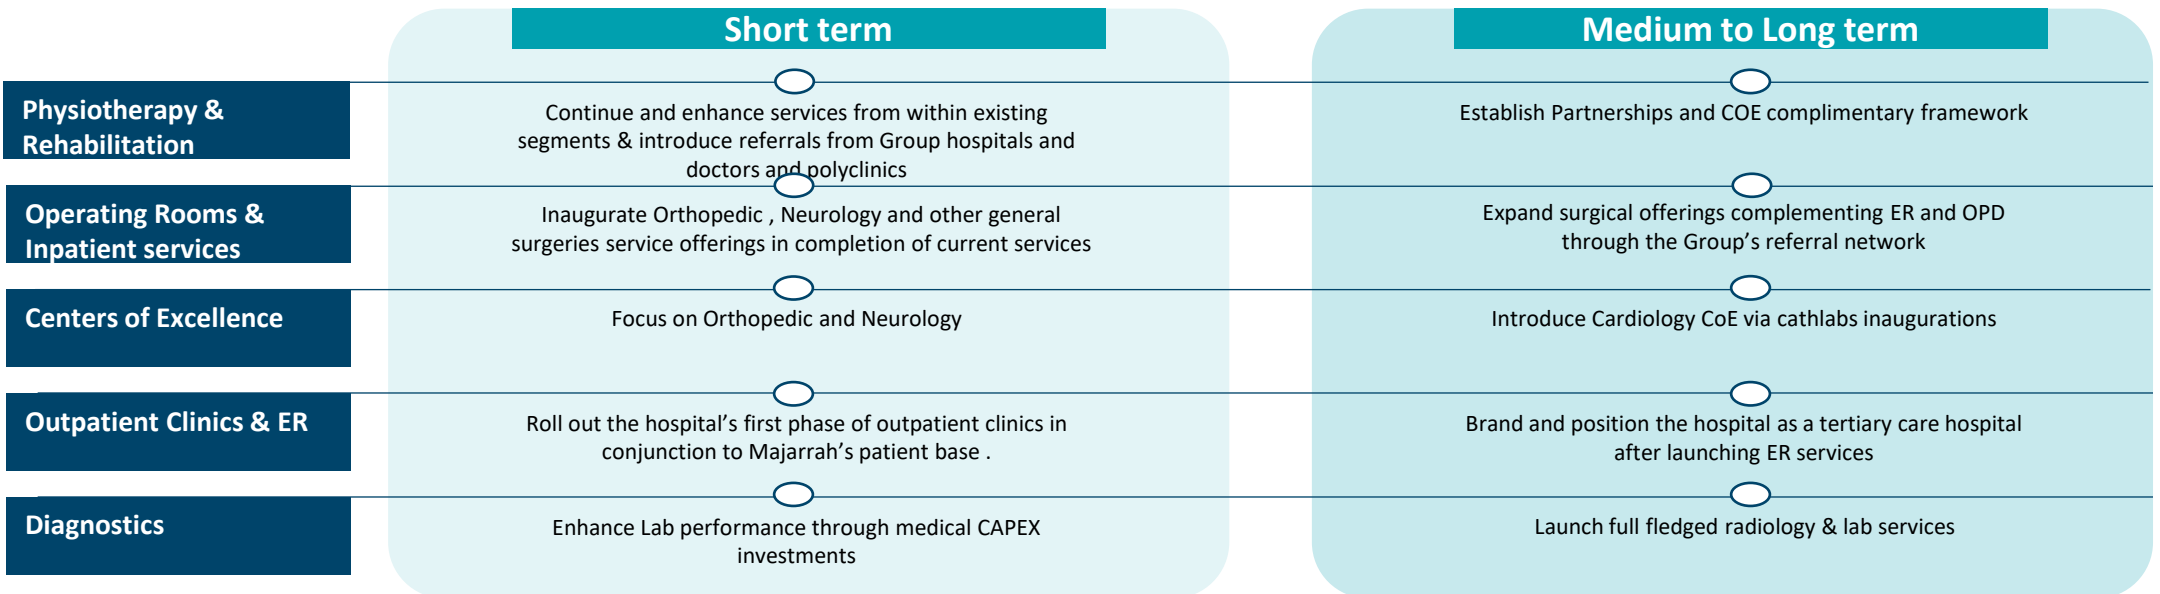 Short term
Medium to Long term
Physiotherapy &
Rehabilitation
Continue and enhance services from within existing
segments & introduce referrals from Group hospitals and
doctors and polyclinics
Establish Partnerships and COE complimentary framework
Operating Rooms &
Inpatient services
Inaugurate Orthopedic , Neurology and other general
surgeries service offerings in completion of current services
Expand surgical offerings complementing ER and OPD
through the Group’s referral network
Centers of Excellence
Focus on Orthopedic and Neurology
Introduce Cardiology CoE via cathlabs inaugurations
Outpatient Clinics & ER
Roll out the hospital’s first phase of outpatient clinics in
conjunction to Majarrah’s patient base .
Brand and position the hospital as a tertiary care hospital
after launching ER services
Diagnostics
Enhance Lab performance through medical CAPEX
investments
Launch full fledged radiology & lab services